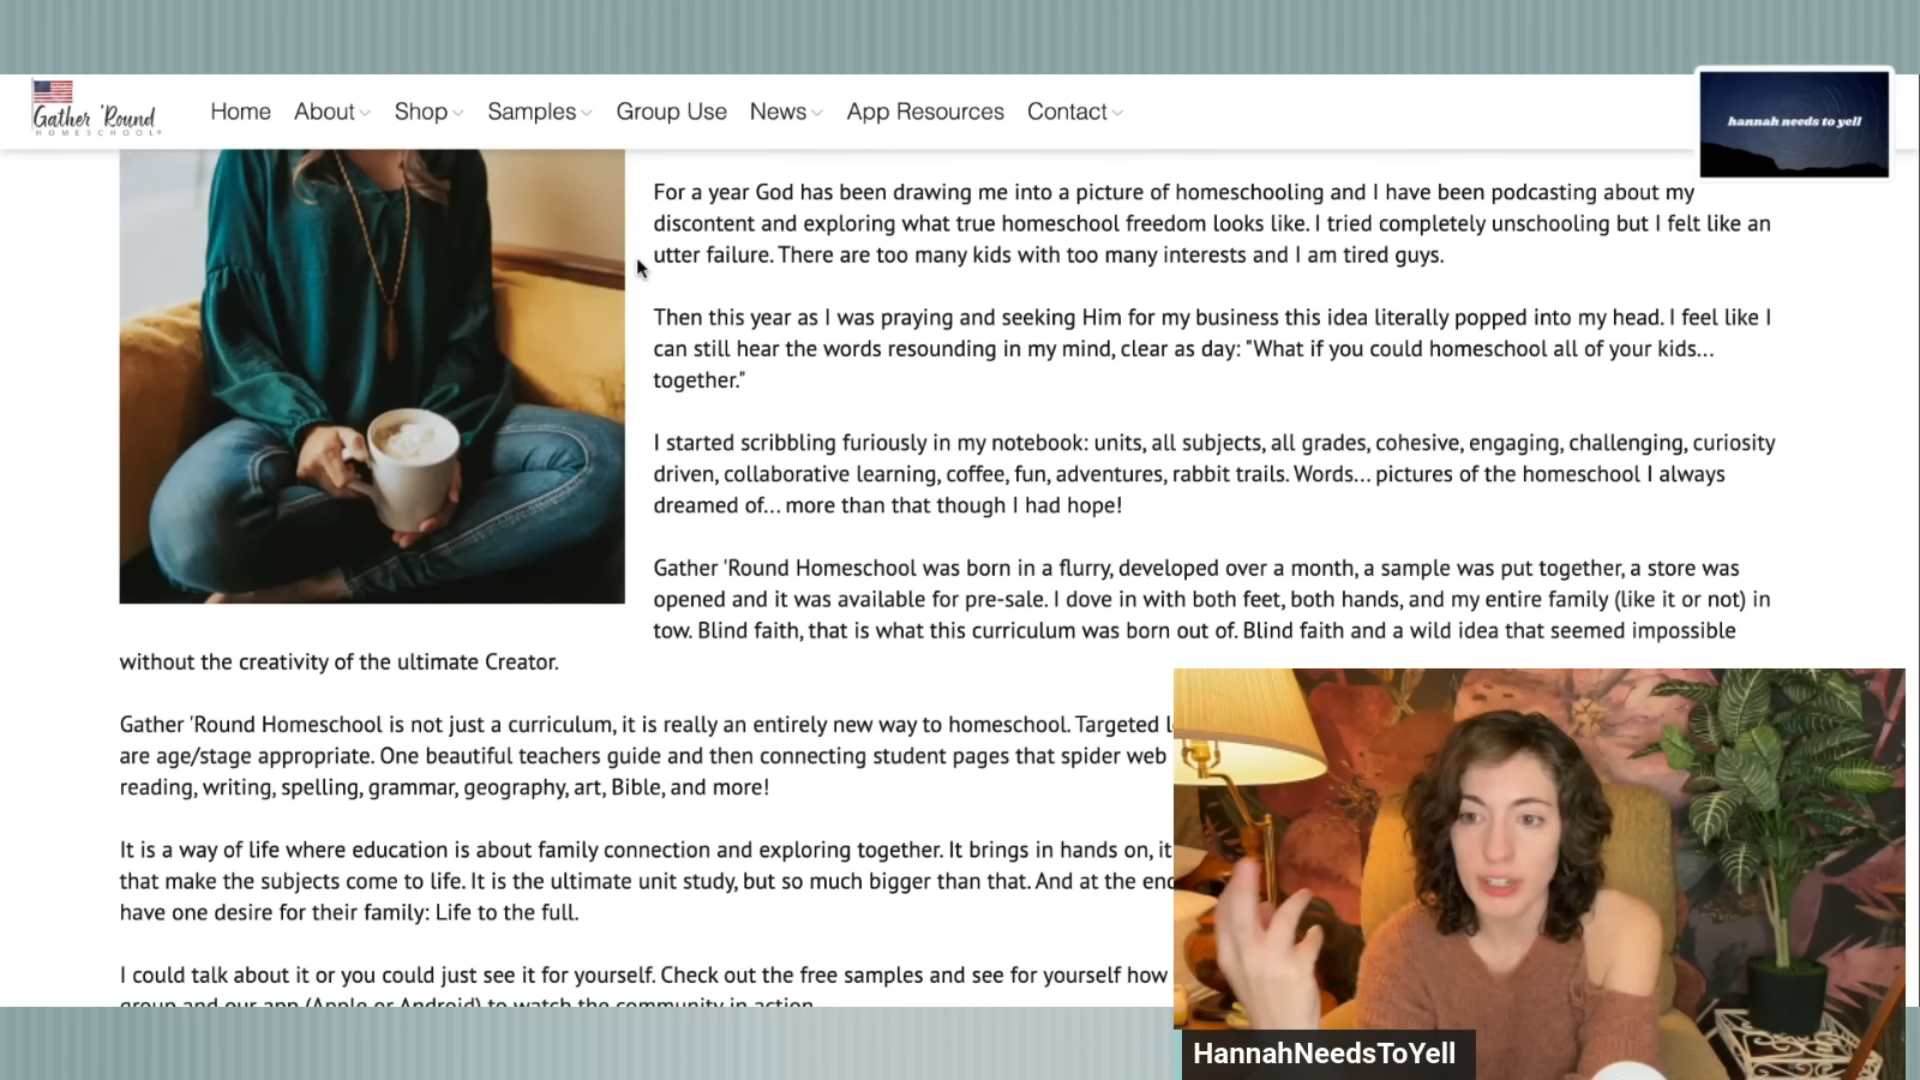 Gather 'Round
HOMESCHOOL®
Home About Shop Samples Group Use News App Resources Contact
hannah needs to yell
For a year God has been drawing me into a picture of homeschooling and I have been podcasting about my
discontent and exploring what true homeschool freedom looks like. I tried completely unschooling but I felt like an
utter failure. There are too many kids with too many interests and I am tired guys.
Then this year as I was praying and seeking Him for my business this idea literally popped into my head. I feel like I
can still hear the words resounding in my mind, clear as day: "What if you could homeschool all of your kids...
together."
I started scribbling furiously in my notebook: units, all subjects, all grades, cohesive, engaging, challenging, curiosity
driven, collaborative learning, coffee, fun, adventures, rabbit trails. Words... pictures of the homeschool I always
dreamed of... more than that though I had hope!
Gather 'Round Homeschool was born in a flurry, developed over a month, a sample was put together, a store was
opened and it was available for pre-sale. I dove in with both feet, both hands, and my entire family (like it or not) in
tow. Blind faith, that is what this curriculum was born out of. Blind faith and a wild idea that seemed impossible
without the creativity of the ultimate Creator.
Gather 'Round Homeschool is not just a curriculum, it is really an entirely new way to homeschool. Targeted
are age/stage appropriate. One beautiful teachers guide and then connecting student pages that spider web
reading, writing, spelling, grammar, geography, art, Bible, and more!
It is a way of life where education is about family connection and exploring together. It brings in hands on, it
that make the subjects come to life. It is the ultimate unit study, but so much bigger than that. And at the end
have one desire for their family: Life to the full.
I could talk about it or you could just see it for yourself. Check out the free samples and see for yourself how
group and our app (Apple or Android) to watch the community in action
HannahNeedsToYell